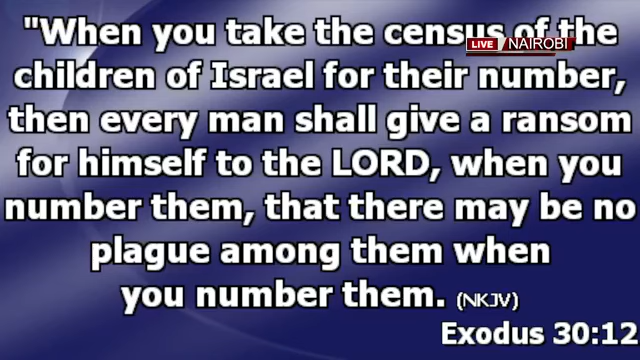 "When you take the census of the
LIVE / NAIROBI
children of Israel for their number,
then every man shall give a ransom
for himself to the LORD, when you
number them, that there may be no
plague among them when
you number them. (NKJV)
Exodus 30:12